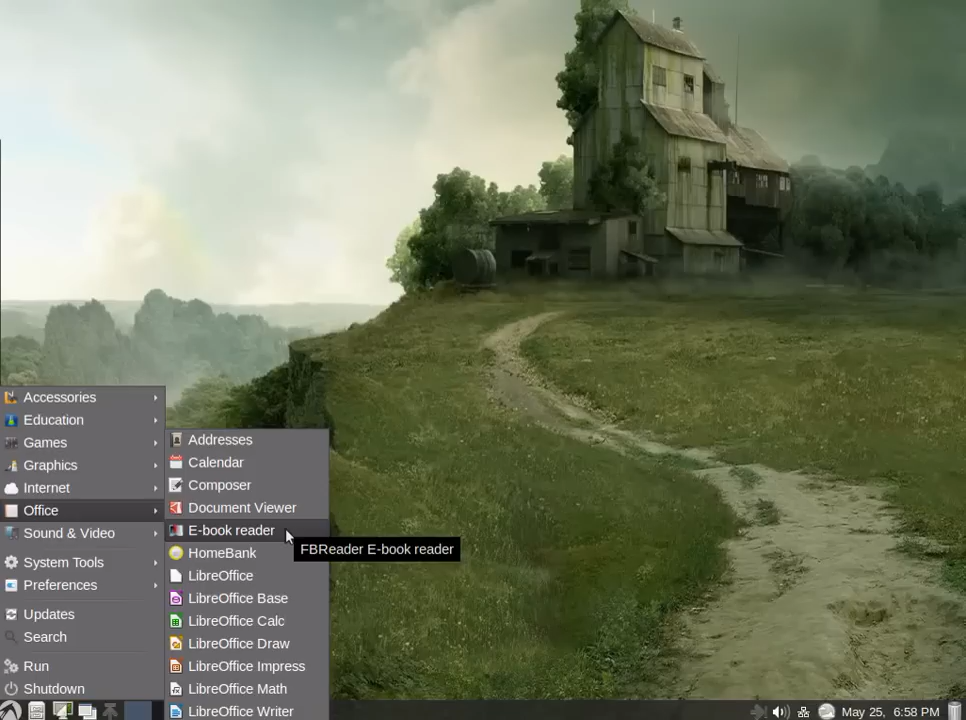 Accessories
Education
Games
Graphics
Internet
Office
Sound & Video
System Tools
Preferences
Updates
Search
Run
Shutdown
Addresses
Calendar
Composer
Document Viewer
E-book reader
HomeBank
LibreOffice
LibreOffice Base
LibreOffice Calc
LibreOffice Draw
LibreOffice Impress
LibreOffice Math
LibreOffice Writer
FBReader E-book reader
May 25, 6:58 PM